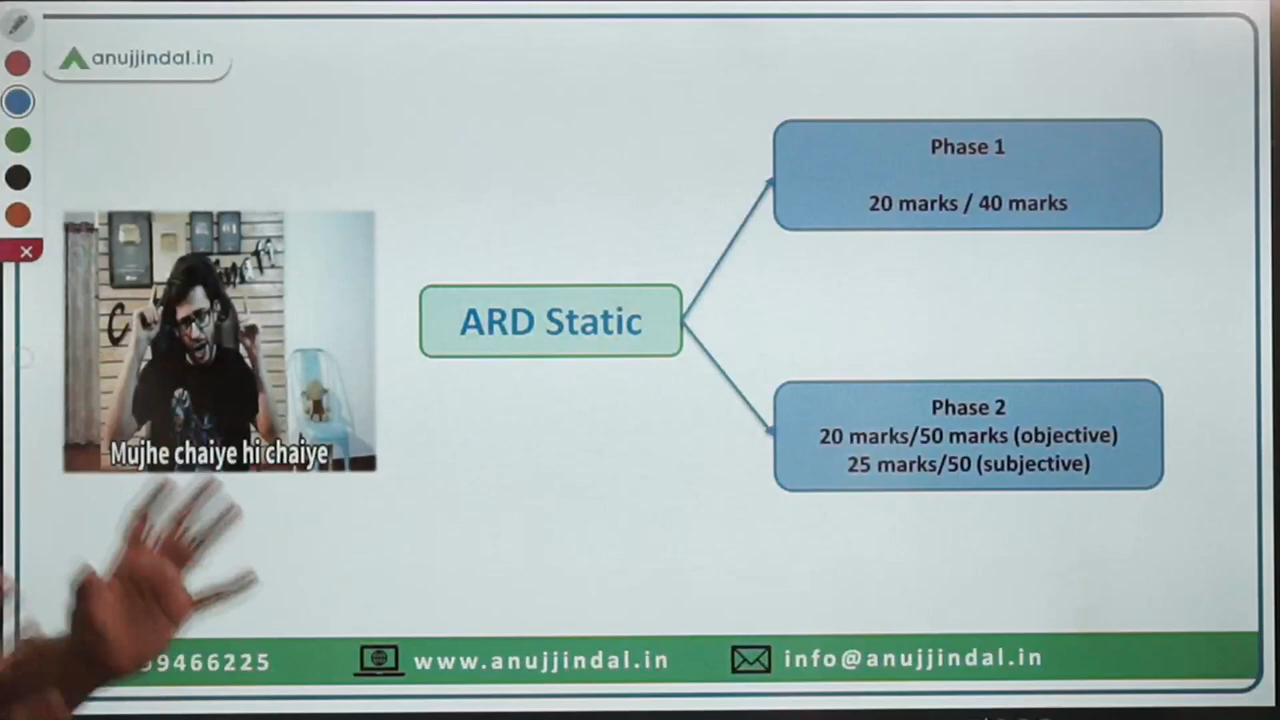 anujjindal.in
Phase 1
20 marks / 40 marks
ARD Static
Mujhe chaiye hi chaiye
Phase 2
20 marks/50 marks (objective)
25 marks/50 (subjective)
9466225
www.anujjindal.in
info@anujjindal.in